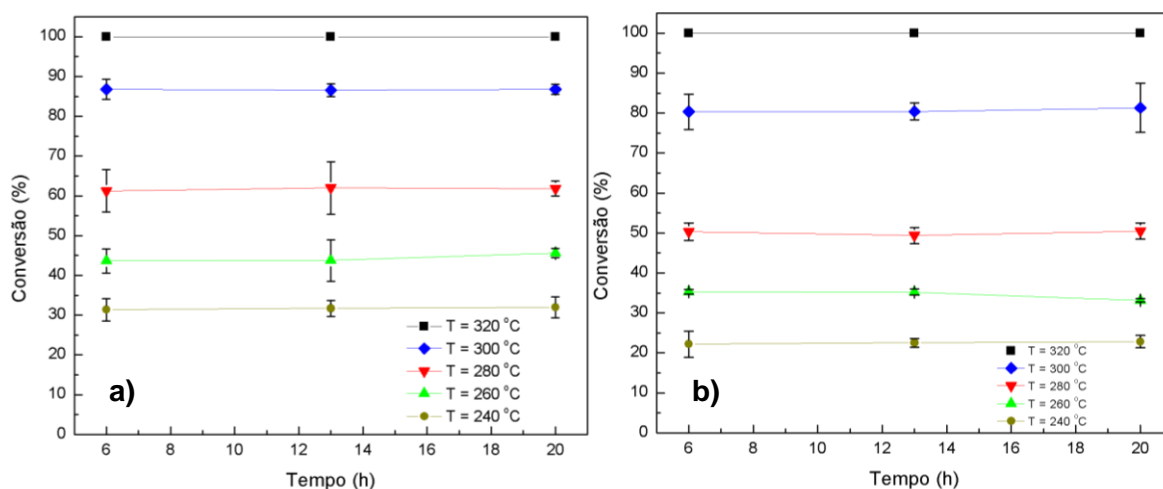 100
90
80
70
60
50
40
30
20
10
0
Conversão (%)
6 8 10 12 14 16 18 20
Tempo (h)
T = 320 °C
T = 300 °C
T = 280 °C
T = 260 °C
T = 240 °C
a)
100
90
80
70
60
50
40
30
20
10
0
Conversão (%)
6 8 10 12 14 16 18 20
Tempo (h)
T = 320 °C
T = 300 °C
T = 280 °C
T = 260 °C
T = 240 °C
b)